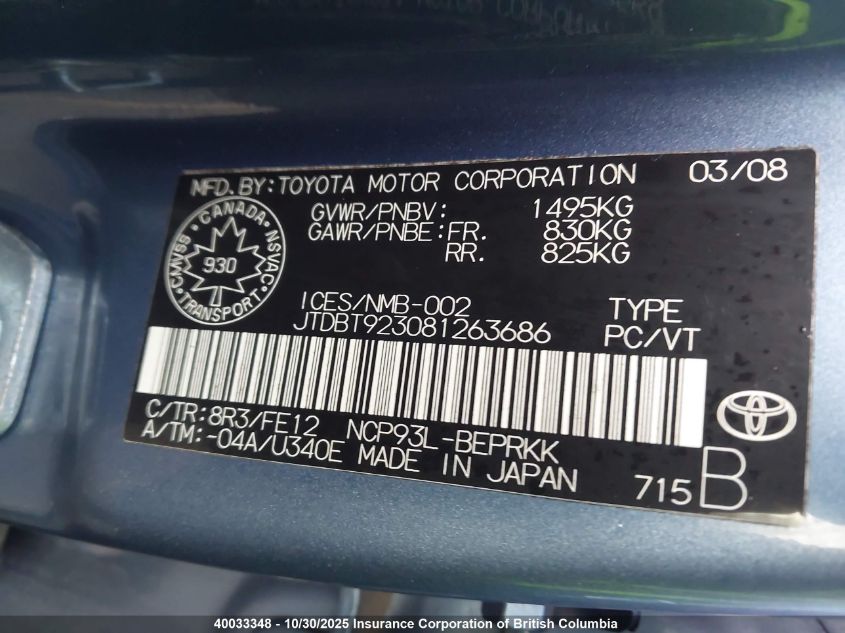 MFD.BY:TOYOTA MOTOR CORPORATION 03/08
GVWR/PNBV: 1495KG
GAWR/PNBE:FR. 830KG
RR. 825KG
CANADA
CMVSS NSVAC
930
TRANSPORT
ICES/NMB-002 TYPE
JTDBT923081263686 PC/VT
C/TR:8R3/FE12 NCP93L-BEPRKK
A/TM:-04A/U340E MADE IN JAPAN
715 B
40033348 - 10/30/2025 Insurance Corporation of British Columbia